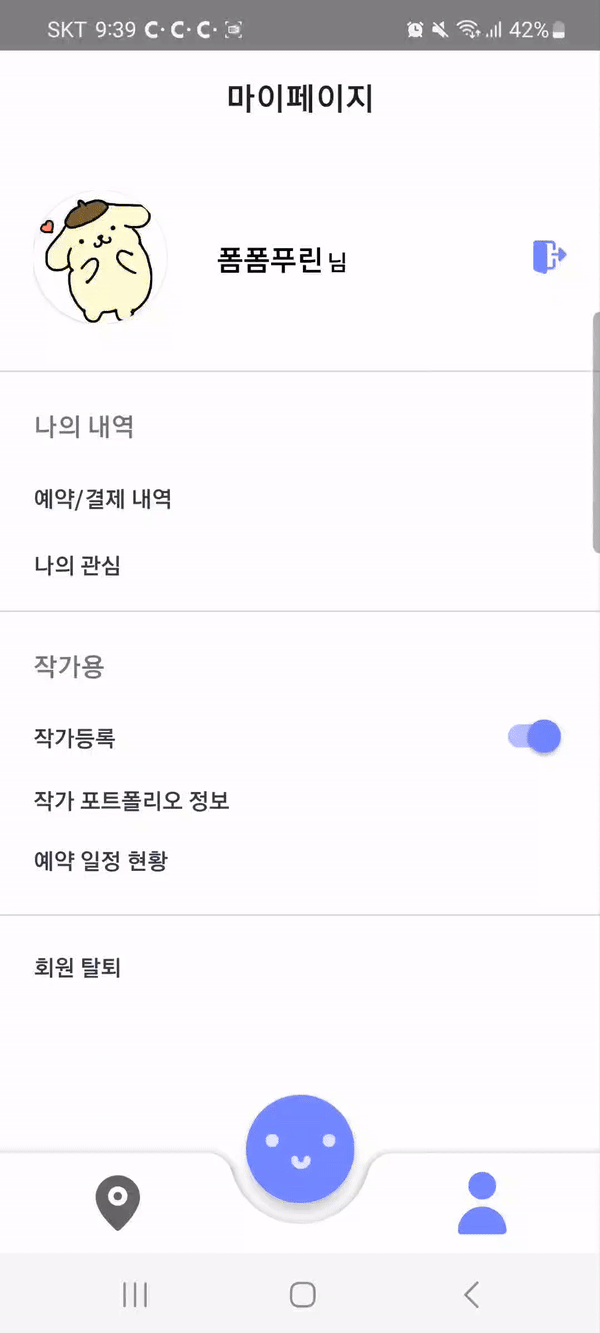 SKT 9:39 C· C· C· 42%
마이페이지
폼폼푸린 님
나의 내역
예약/결제 내역
나의 관심
작가용
작가등록
작가 포트폴리오 정보
예약 일정 현황
회원 탈퇴